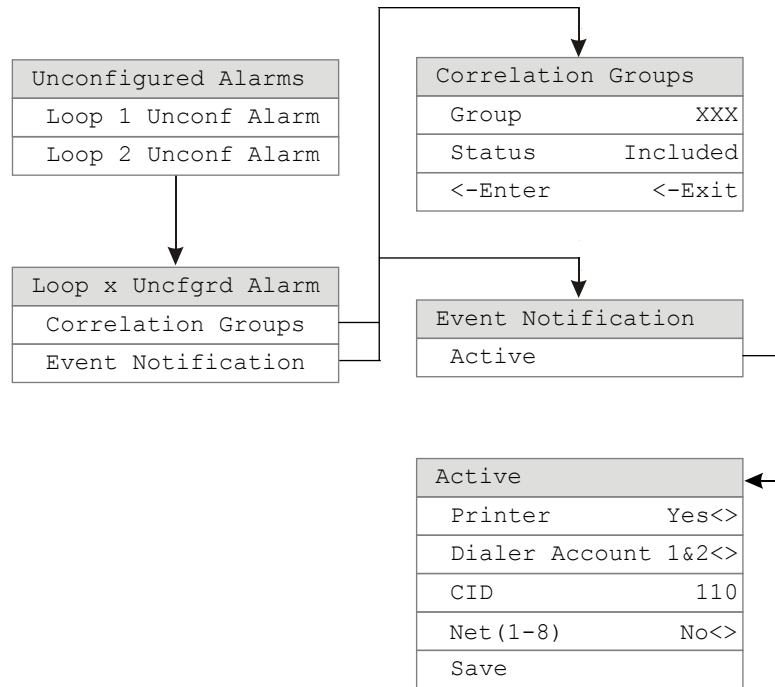 Unconfigured Alarms
Loop 1 Unconf Alarm
Loop 2 Unconf Alarm
Loop x Uncfgrd Alarm
Correlation Groups
Event Notification
Correlation Groups
Group XXX
Status Included
<-Enter <-Exit
Event Notification
Active
Active
Printer Yes<>
Dialer Account 1&2<>
CID 110
Net(1-8) No<>
Save